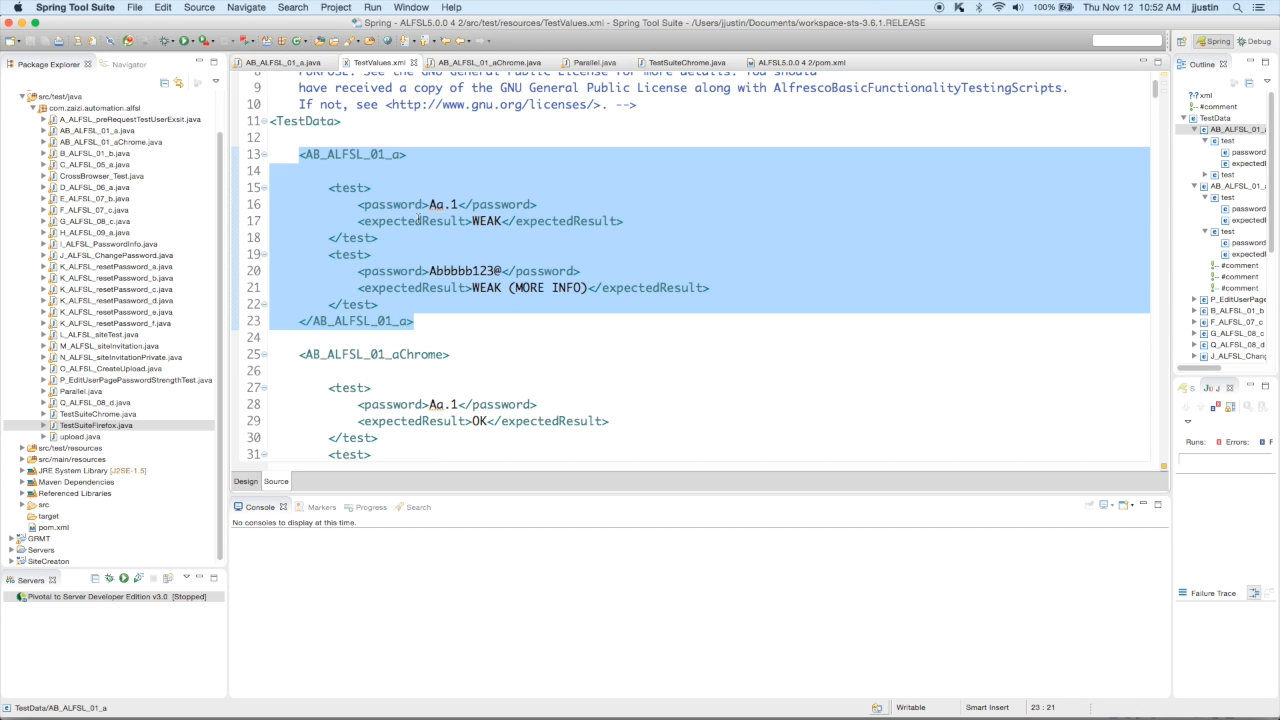 Spring Tool Suite File Edit Source Navigate Search Project Run Window Help 100% Thu Nov 12 10:52 AM jjustin
Spring - ALFSL5.0.0 4 2/src/test/resources/TestValues.xml - Spring Tool Suite - /Users/jjustin/Documents/workspace-sts-3.6.1.RELEASE
Spring Debug
Package Explorer Navigator
src/test/java
com.zaizi.automation.alfsl
A_ALFSL_preRequestTestUserExsit.java
AB_ALFSL_01_a.java
AB_ALFSL_01_aChrome.java
B_ALFSL_01_b.java
C_ALFSL_05_a.java
CrossBrowser_Test.java
D_ALFSL_06_a.java
E_ALFSL_07_b.java
F_ALFSL_07_c.java
G_ALFSL_08_c.java
H_ALFSL_09_a.java
I_ALFSL_PasswordInfo.java
J_ALFSL_ChangePassword.java
K_ALFSL_resetPassword_a.java
K_ALFSL_resetPassword_b.java
K_ALFSL_resetPassword_c.java
K_ALFSL_resetPassword_d.java
K_ALFSL_resetPassword_e.java
K_ALFSL_resetPassword_f.java
L_ALFSL_siteTest.java
M_ALFSL_siteInvitation.java
N_ALFSL_siteInvitationPrivate.java
O_ALFSL_CreateUpload.java
P_EditUserPagePasswordStrengthTest.java
Parallel.java
Q_ALFSL_08_d.java
TestSuiteChrome.java
TestSuiteFirefox.java
upload.java
src/test/resources
src/main/resources
JRE System Library [J2SE-1.5]
Maven Dependencies
Referenced Libraries
src
target
pom.xml
GRMT
Servers
SiteCreaton
Servers
Pivotal tc Server Developer Edition v3.0 [Stopped]
AB_ALFSL_01_a.java TestValues.xml AB_ALFSL_01_aChrome.java Parallel.java TestSuiteChrome.java ALFSL5.0.0 4 2/pom.xml
8 PURPOSE. See the GNU General Public License for more details. You should
9 have received a copy of the GNU General Public License along with AlfrescoBasicFunctionalityTestingScripts.
10 If not, see <http://www.gnu.org/licenses/>. -->
11 <TestData>
12
13 <AB_ALFSL_01_a>
14
15 <test>
16 <password>Aa.1</password>
17 <expectedResult>WEAK</expectedResult>
18 </test>
19 <test>
20 <password>Abbbbb123@</password>
21 <expectedResult>WEAK (MORE INFO)</expectedResult>
22 </test>
23 </AB_ALFSL_01_a>
24
25 <AB_ALFSL_01_aChrome>
26
27 <test>
28 <password>Aa.1</password>
29 <expectedResult>OK</expectedResult>
30 </test>
31 <test>
Design Source
Console Markers Progress Search
No consoles to display at this time.
Outline
xml
#comment
TestData
AB_ALFSL_01_
test
password
expected
test
AB_ALFSL_01_
test
password
expected
test
password
expected
#comment
#comment
#comment
P_EditUserPage
B_ALFSL_01_b
F_ALFSL_07_c
G_ALFSL_08_c
Q_ALFSL_08_d
J_ALFSL_Chang
S Ju J
Runs: Errors: F
Failure Trace
TestData/AB_ALFSL_01_a Writable Smart Insert 23 : 21